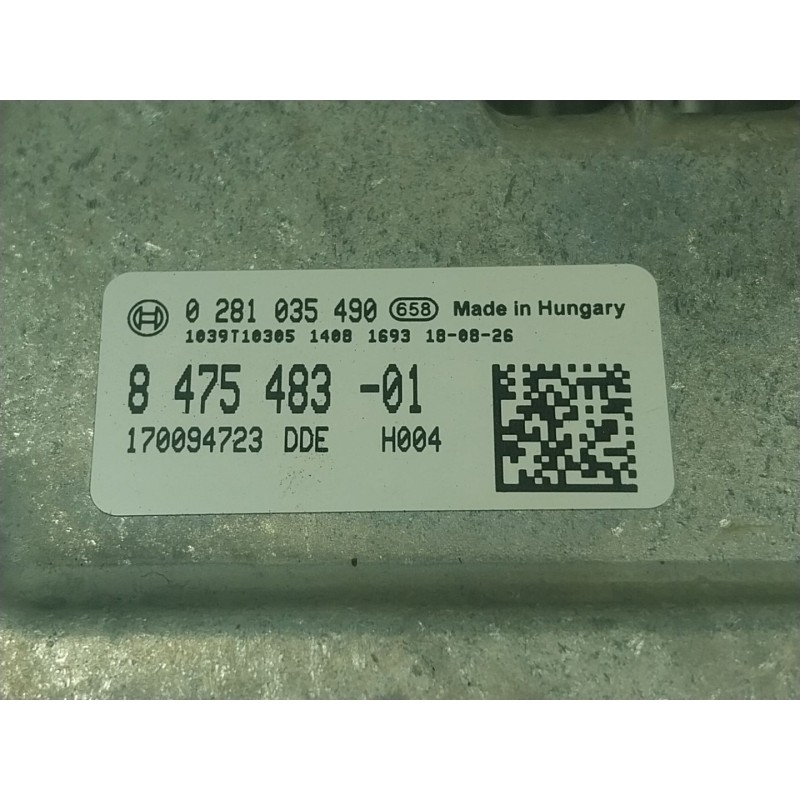 0 281 035 490 658 Made in Hungary
1039T10305 1408 1693 18-08-26
8 475 483 -01
170094723 DDE H004